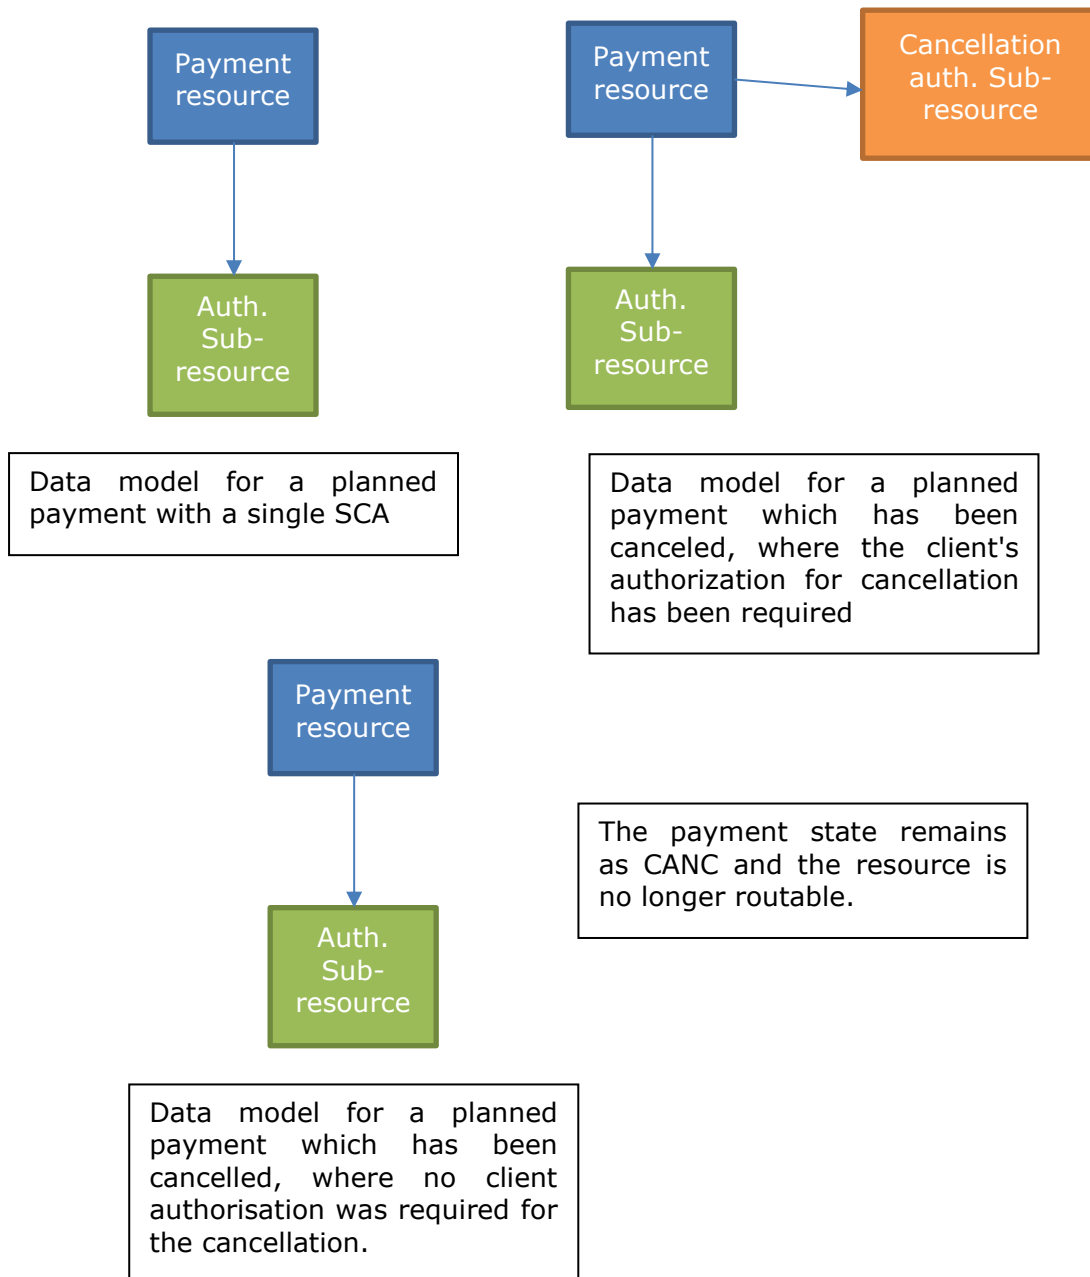 Payment
resource
Auth.
Sub-
resource
Data model for a planned
payment with a single SCA
Payment
resource
Cancellation
auth. Sub-
resource
Auth.
Sub-
resource
Data model for a planned
payment which has been
canceled, where the client's
authorization for cancellation
has been required
Payment
resource
Auth.
Sub-
resource
The payment state remains
as CANC and the resource is
no longer routable.
Data model for a planned
payment which has been
cancelled, where no client
authorisation was required for
the cancellation.